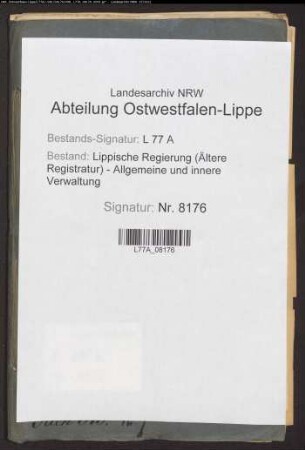 Landesarchiv NRW
Abteilung Ostwestfalen-Lippe
Bestands-Signatur: L 77 A
Bestand: Lippische Regierung (Ältere
Registratur) - Allgemeine und innere
Verwaltung
Signatur: Nr. 8176
L77A_08176